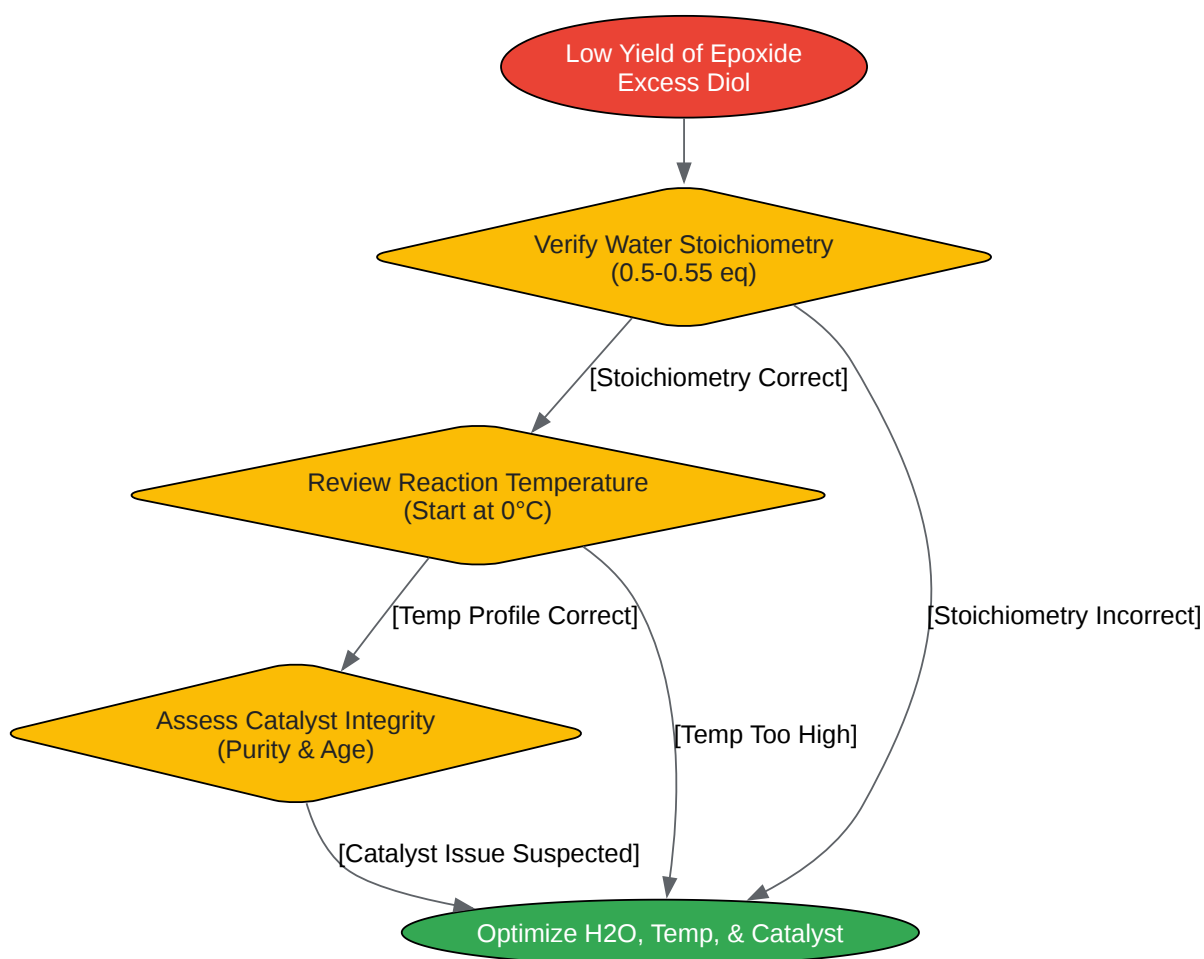 Low Yield of Epoxide
Excess Diol
Verify Water Stoichiometry
(0.5-0.55 eq)
[Stoichiometry Correct]
Review Reaction Temperature
(Start at 0°C)
[Temp Profile Correct]
[Stoichiometry Incorrect]
Assess Catalyst Integrity
(Purity & Age)
[Temp Too High]
[Catalyst Issue Suspected]
Optimize H2O, Temp, & Catalyst